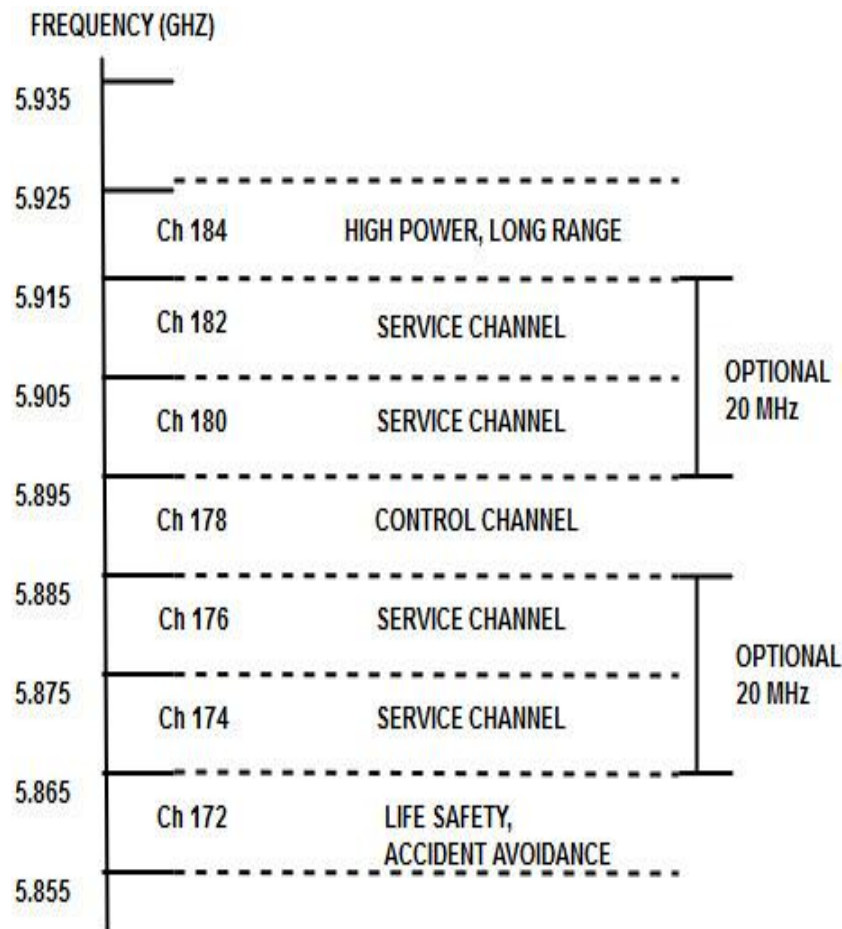 FREQUENCY (GHZ)
5.935
5.925
Ch 184 HIGH POWER, LONG RANGE
5.915
Ch 182 SERVICE CHANNEL
OPTIONAL
20 MHz
5.905
Ch 180 SERVICE CHANNEL
5.895
Ch 178 CONTROL CHANNEL
5.885
Ch 176 SERVICE CHANNEL
OPTIONAL
20 MHz
5.875
Ch 174 SERVICE CHANNEL
5.865
Ch 172 LIFE SAFETY,
ACCIDENT AVOIDANCE
5.855